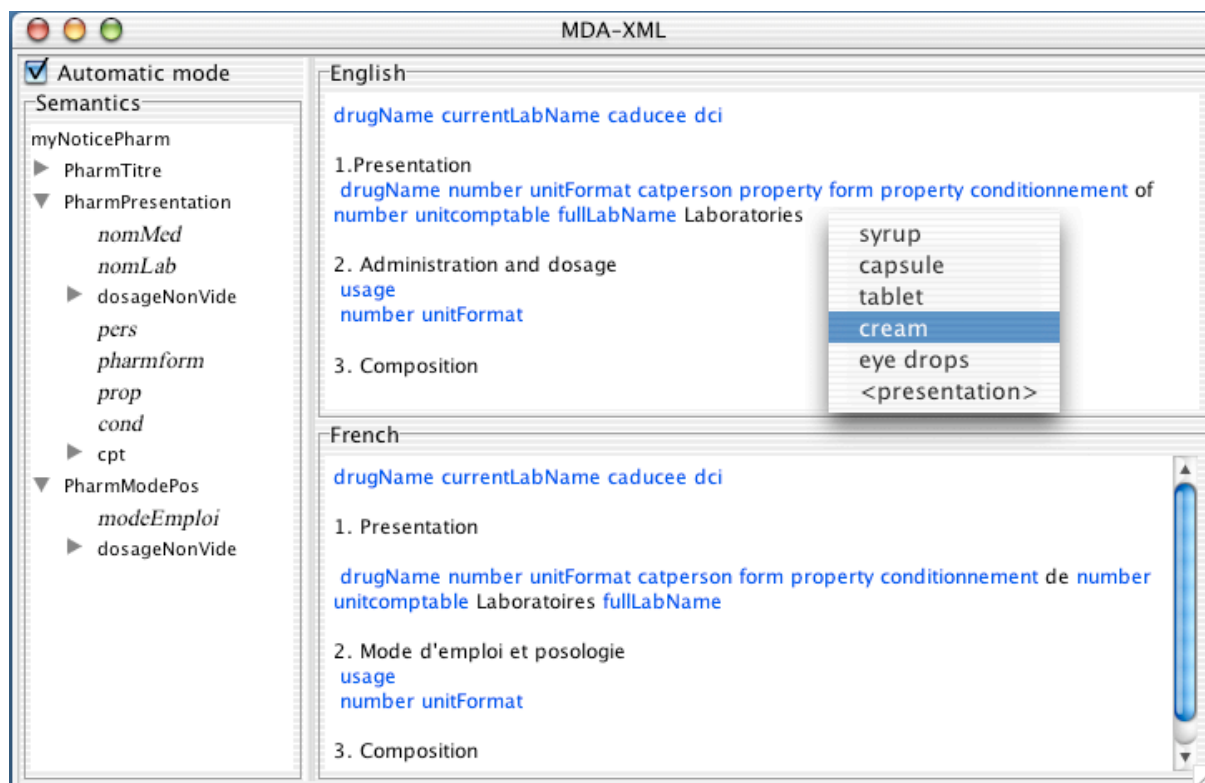 MDA-XML
Automatic mode
Semantics
myNoticePharm
PharmTitre
PharmPresentation
nomMed
nomLab
dosageNonVide
pers
pharmform
prop
cond
cpt
PharmModePos
modeEmploi
dosageNonVide
English
drugName currentLabName caducee dci
1.Presentation
drugName number unitFormat catperson property form property conditionnement of
number unitcomptable fullLabName Laboratories
2. Administration and dosage
usage
number unitFormat
3. Composition
syrup
capsule
tablet
cream
eye drops
<presentation>
French
drugName currentLabName caducee dci
1. Presentation
drugName number unitFormat catperson form property conditionnement de number
unitcomptable Laboratoires fullLabName
2. Mode d'emploi et posologie
usage
number unitFormat
3. Composition